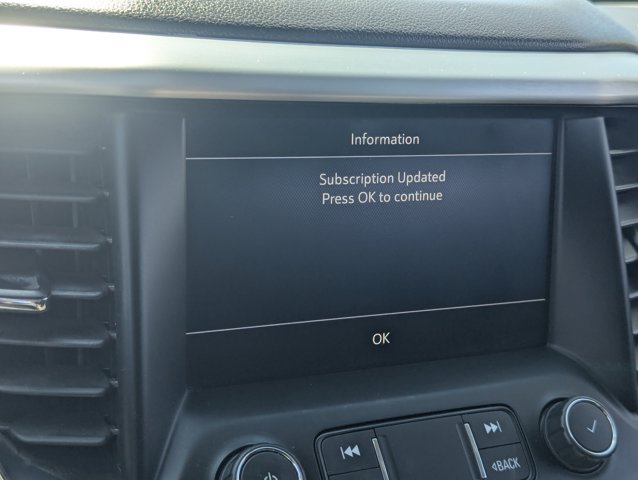 Information
Subscription Updated
Press OK to continue
OK
BACK